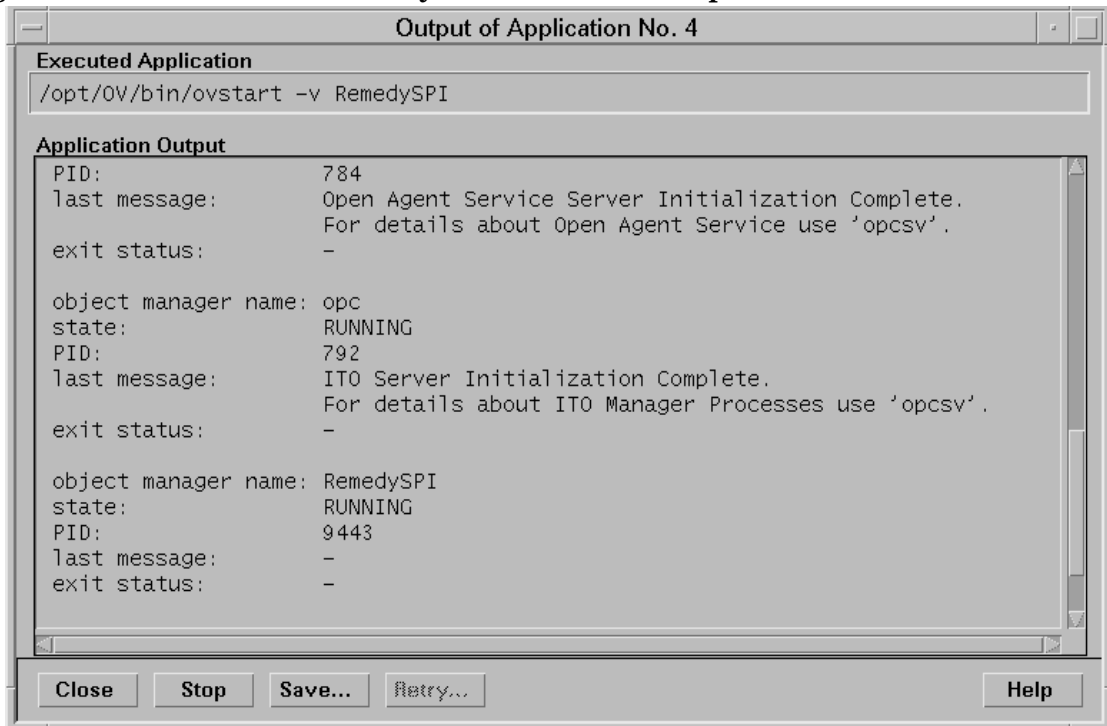 Output of Application No. 4
Executed Application
/opt/OV/bin/ovstart -v RemedySPI
Application Output
PID: 784
last message: Open Agent Service Server Initialization Complete.
For details about Open Agent Service use 'opcsv'.
exit status: -
object manager name: opc
state: RUNNING
PID: 792
last message: ITO Server Initialization Complete.
For details about ITO Manager Processes use 'opcsv'.
exit status: -
object manager name: RemedySPI
state: RUNNING
PID: 9443
last message: -
exit status: -
Close Stop Save... Retry... Help